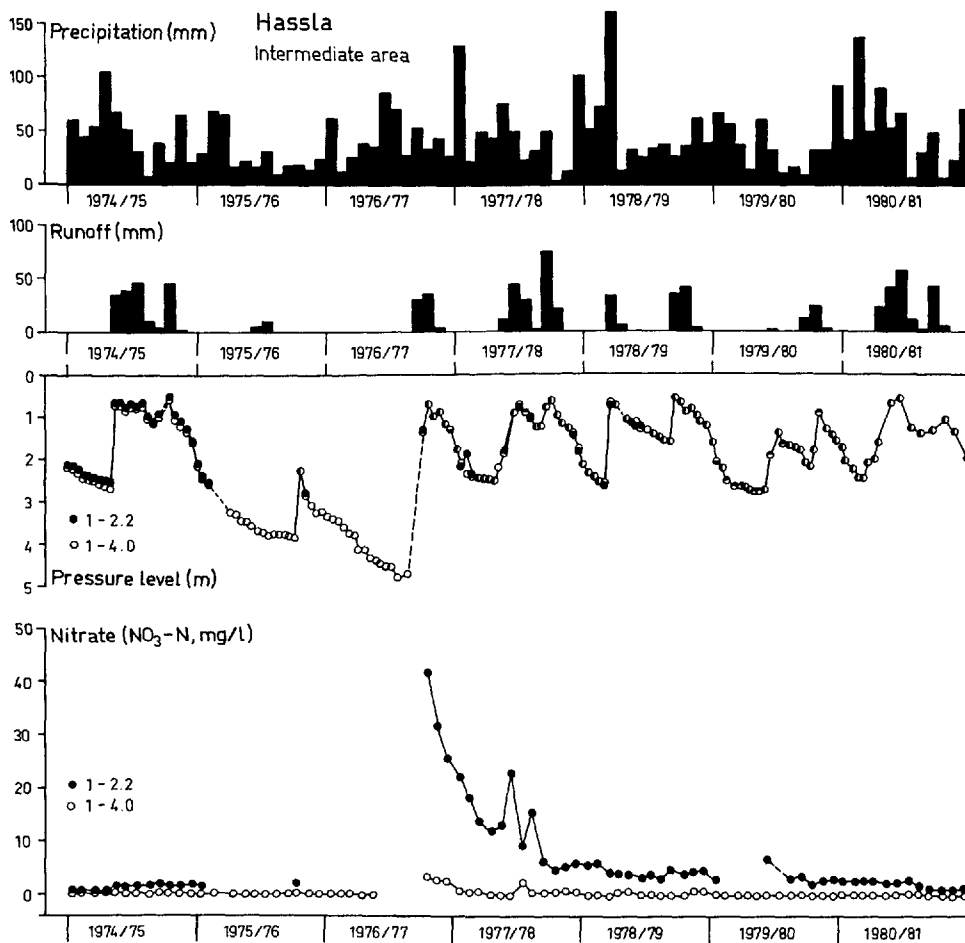 Hassla
Intermediate area
Precipitation (mm)
150
100
50
0
1974/75 1975/76 1976/77 1977/78 1978/79 1979/80 1980/81
Runoff (mm)
50
0
1974/75 1975/76 1976/77 1977/78 1978/79 1979/80 1980/81
0
1
2
3
1-2.2
4
1-4.0
5
Pressure level (m)
50
Nitrate (NO₃-N, mg/l)
40
30
20
1-2.2
1-4.0
10
0
1974/75 1975/76 1976/77 1977/78 1978/79 1979/80 1980/81